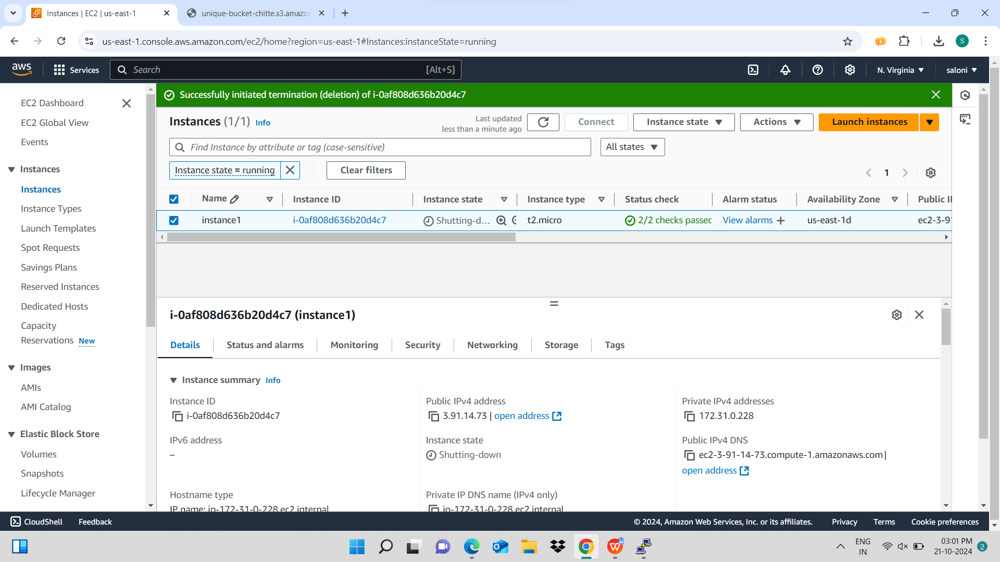 Instances | EC2 | us-east-1
unique-bucket-chitte.s3.amazo
us-east-1.console.aws.amazon.com/ec2/home?region=us-east-1#Instances:instanceState=running
S
aws
Services
Search
[Alt+S]
N. Virginia
saloni
EC2 Dashboard
EC2 Global View
Events
Instances
Instances
Instance Types
Launch Templates
Spot Requests
Savings Plans
Reserved Instances
Dedicated Hosts
Capacity
Reservations New
Images
AMIs
AMI Catalog
Elastic Block Store
Volumes
Snapshots
Lifecycle Manager
Successfully initiated termination (deletion) of i-0af808d636b20d4c7
Instances (1/1) Info
Last updated
less than a minute ago
Connect
Instance state
Actions
Launch instances
Find Instance by attribute or tag (case-sensitive)
All states
Instance state = running
Clear filters
1
Name Instance ID Instance state Instance type Status check Alarm status Availability Zone Public I
instance1 i-0af808d636b20d4c7 Shutting-d... t2.micro 2/2 checks passec View alarms + us-east-1d ec2-3-9
i-0af808d636b20d4c7 (instance1)
Details Status and alarms Monitoring Security Networking Storage Tags
Instance summary Info
Instance ID
i-0af808d636b20d4c7
Public IPv4 address
3.91.14.73 | open address
Private IPv4 addresses
172.31.0.228
IPv6 address
–
Instance state
Shutting-down
Public IPv4 DNS
ec2-3-91-14-73.compute-1.amazonaws.com |
open address
Hostname type
IP name: ip-172-31-0-228.ec2.internal
Private IP DNS name (IPv4 only)
ip-172-31-0-228.ec2.internal
CloudShell
Feedback
© 2024, Amazon Web Services, Inc. or its affiliates.
Privacy
Terms
Cookie preferences
ENG
IN
03:01 PM
21-10-2024
2